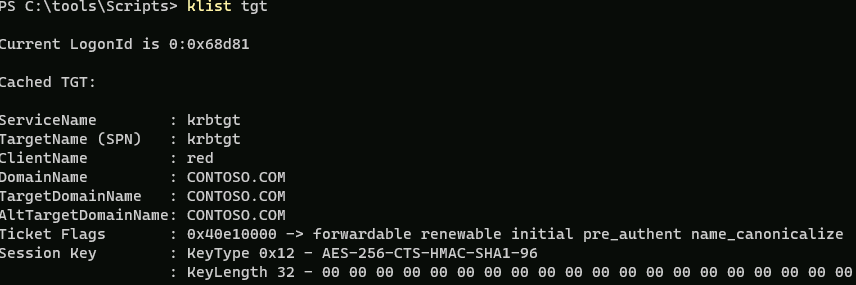 PS C:\tools\Scripts> klist tgt
Current LogonId is 0:0x68d81
Cached TGT:
ServiceName : krbtgt
TargetName (SPN) : krbtgt
ClientName : red
DomainName : CONTOSO.COM
TargetDomainName : CONTOSO.COM
AltTargetDomainName: CONTOSO.COM
Ticket Flags : 0x40e10000 -> forwardable renewable initial pre_authent name_canonicalize
Session Key : KeyType 0x12 - AES-256-CTS-HMAC-SHA1-96
: KeyLength 32 - 00 00 00 00 00 00 00 00 00 00 00 00 00 00 00 00 00 00 00 00